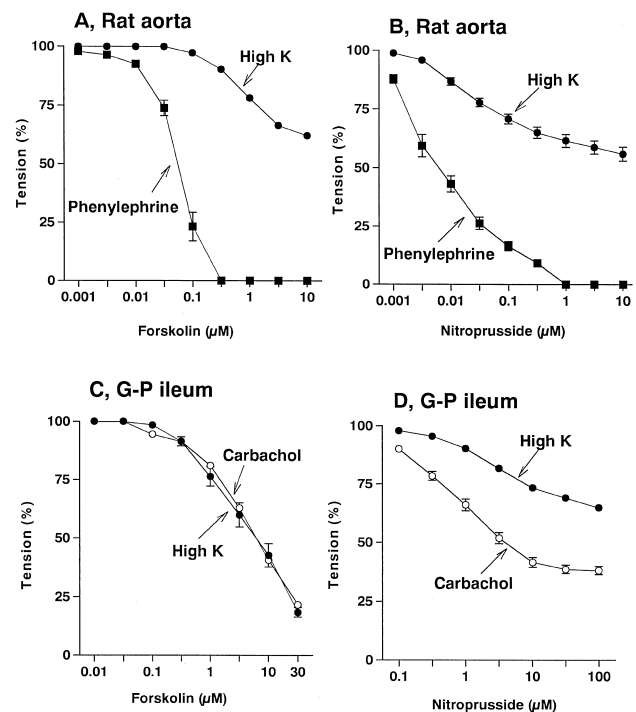 A, Rat aorta
100
75
50
25
0
Tension (%)
High K
Phenylephrine
0.001 0.01 0.1 1 10
Forskolin (µM)
B, Rat aorta
100
75
50
25
0
Tension (%)
High K
Phenylephrine
0.001 0.01 0.1 1 10
Nitroprusside (µM)
C, G-P ileum
100
75
50
25
0
Tension (%)
Carbachol
High K
0.01 0.1 1 10 30
Forskolin (µM)
D, G-P ileum
100
75
50
25
0
Tension (%)
High K
Carbachol
0.1 1 10 100
Nitroprusside (µM)